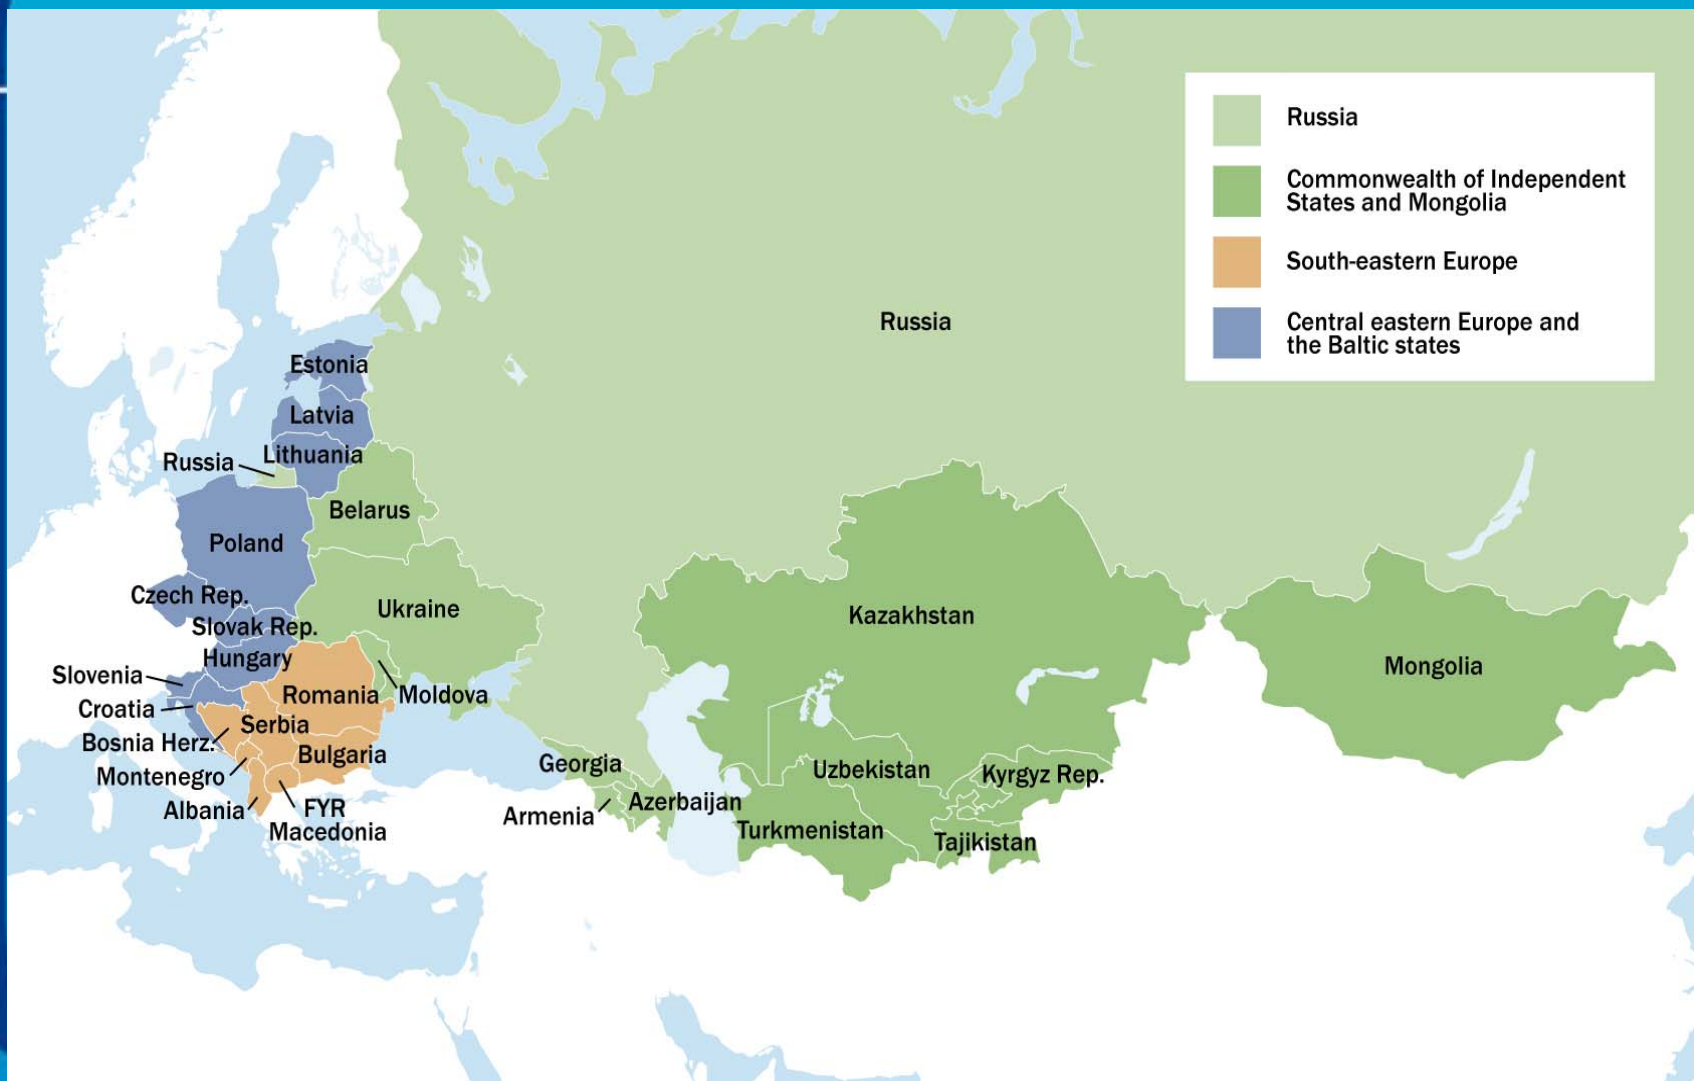 Russia
Commonwealth of Independent
States and Mongolia
South-eastern Europe
Central eastern Europe and
the Baltic states
Russia
Estonia
Latvia
Lithuania
Russia
Belarus
Poland
Czech Rep.
Ukraine
Slovak Rep.
Kazakhstan
Hungary
Mongolia
Slovenia
Romania
Moldova
Croatia
Serbia
Bosnia Herz.
Bulgaria
Montenegro
Georgia
Uzbekistan
Kyrgyz Rep.
Albania
FYR
Macedonia
Armenia
Azerbaijan
Turkmenistan
Tajikistan